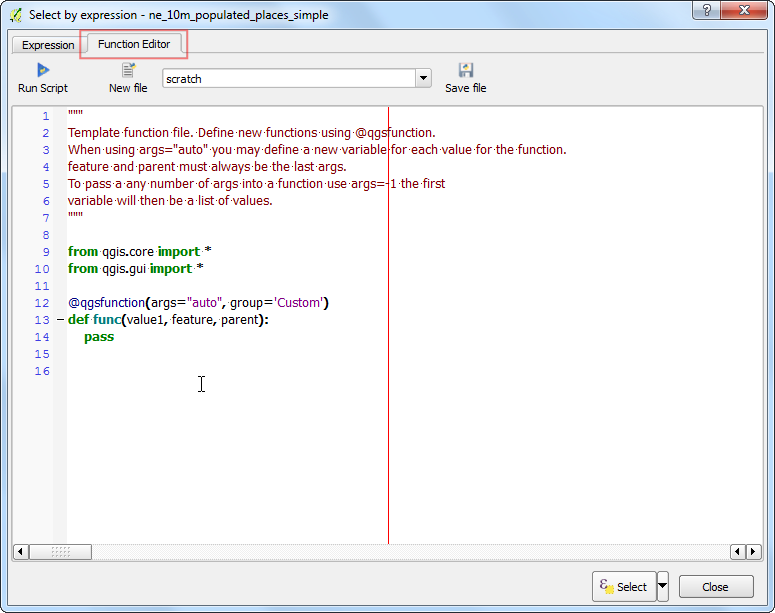 Select by expression - ne_10m_populated_places_simple
Expression
Function Editor
Run Script
New file
scratch
Save file
1 """
2 Template function file. Define new functions using @qgsfunction.
3 When using args="auto" you may define a new variable for each value for the function.
4 feature and parent must always be the last args.
5 To pass a any number of args into a function use args=-1 the first
6 variable will then be a list of values.
7 """
8
9 from qgis.core import *
10 from qgis.gui import *
11
12 @qgsfunction(args="auto", group='Custom')
13 def func(value1, feature, parent):
14 pass
15
16
Select
Close